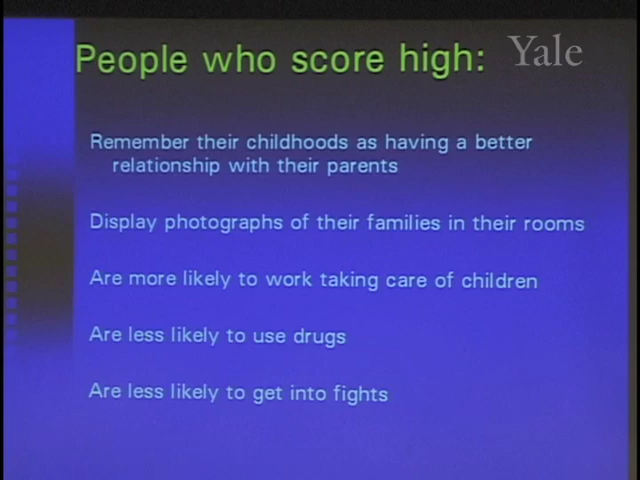 People who score high:
Yale
Remember their childhoods as having a better
relationship with their parents
Display photographs of their families in their rooms
Are more likely to work taking care of children
Are less likely to use drugs
Are less likely to get into fights